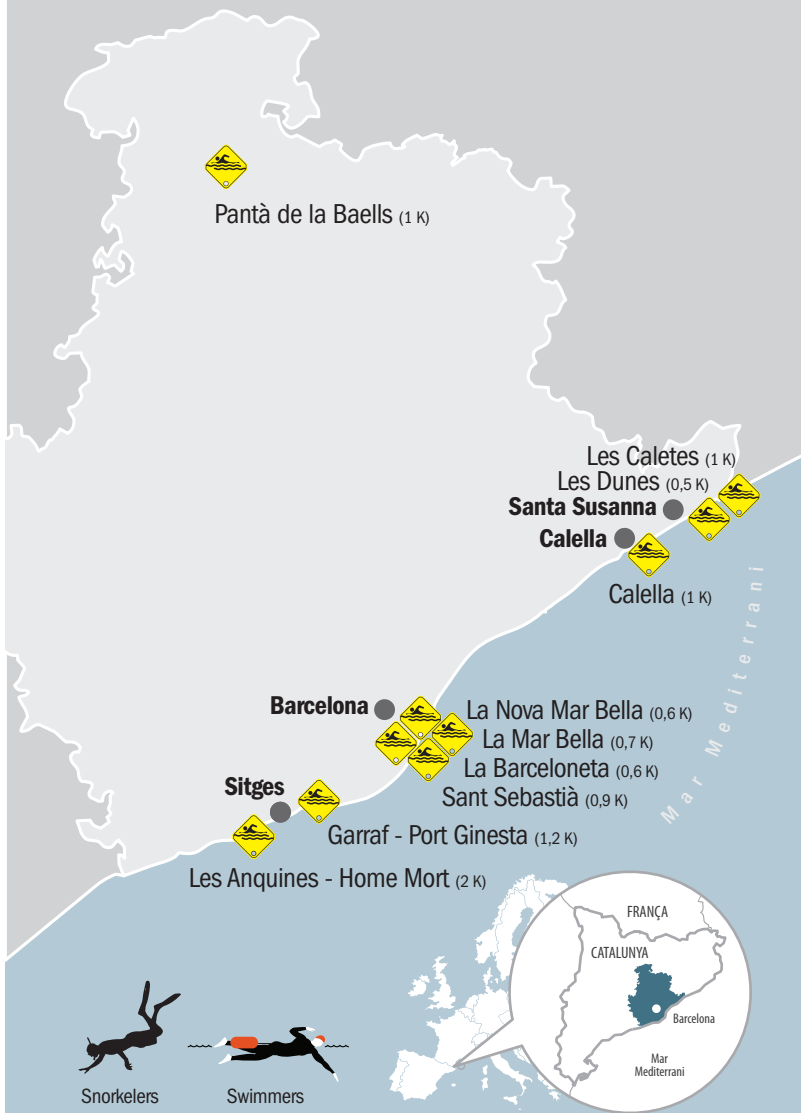 Pantà de la Baells (1 K)
Les Caletes (1 K)
Les Dunes (0,5 K)
Santa Susanna
Calella
Calella (1 K)
Mar Mediterrani
Barcelona
La Nova Mar Bella (0,6 K)
La Mar Bella (0,7 K)
La Barceloneta (0,6 K)
Sant Sebastià (0,9 K)
Sitges
Garraf - Port Ginesta (1,2 K)
Les Anquines - Home Mort (2 K)
FRANÇA
CATALUNYA
Barcelona
Mar
Mediterrani
Snorkelers
Swimmers